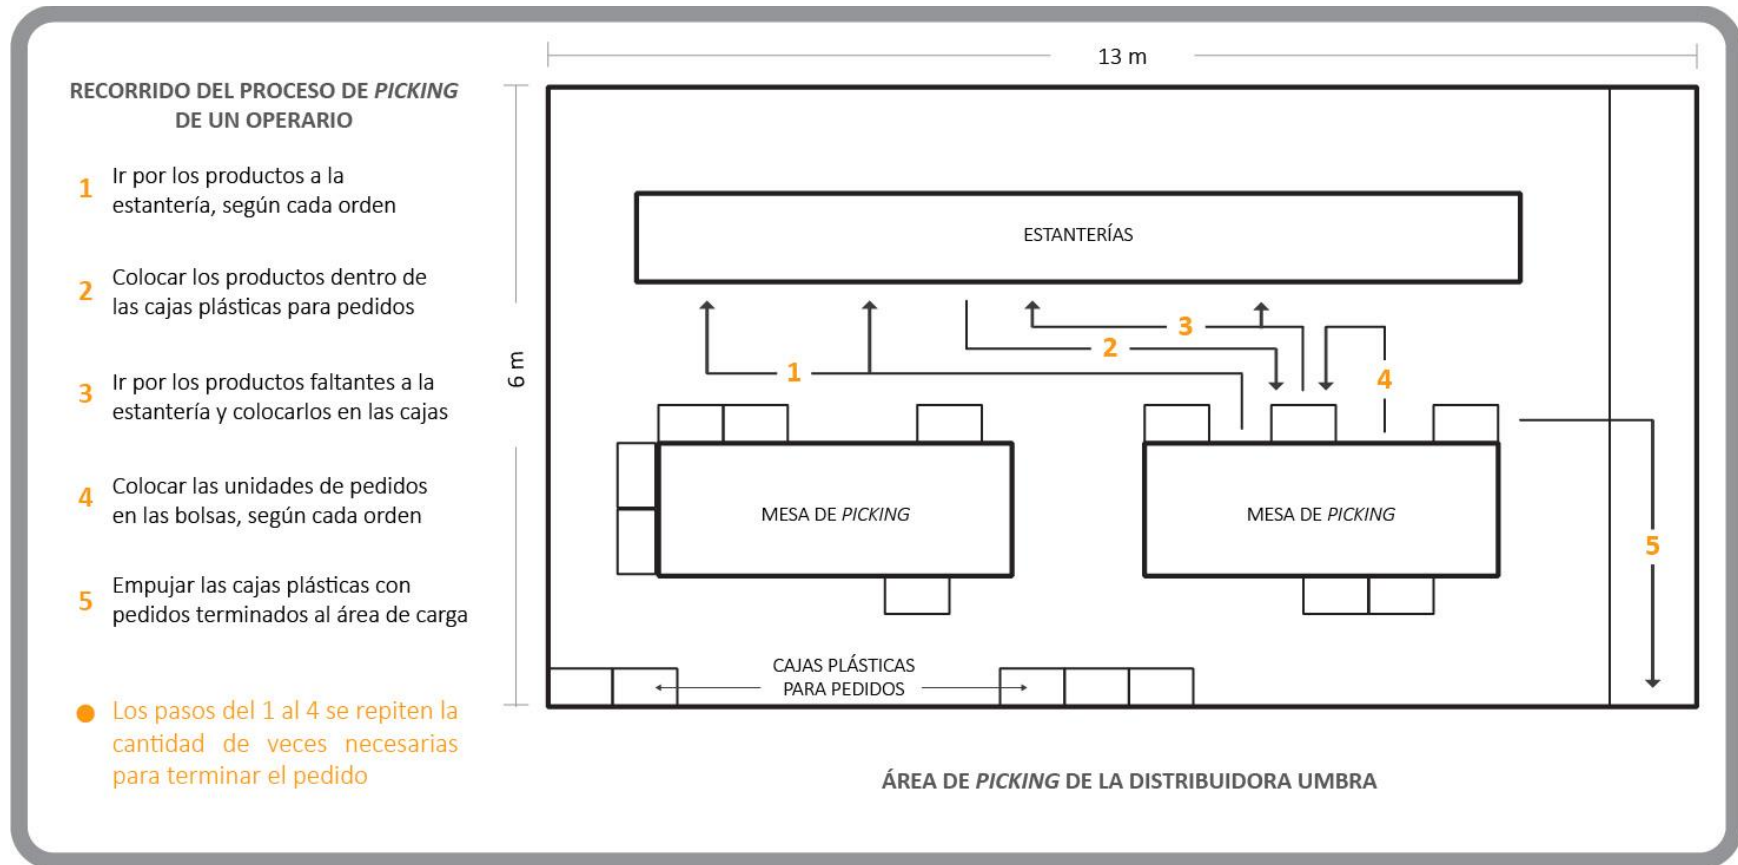 RECORRIDO DEL PROCESO DE PICKING
DE UN OPERARIO
1 Ir por los productos a la
estantería, según cada orden
2 Colocar los productos dentro de
las cajas plásticas para pedidos
3 Ir por los productos faltantes a la
estantería y colocarlos en las cajas
4 Colocar las unidades de pedidos
en las bolsas, según cada orden
5 Empujar las cajas plásticas con
pedidos terminados al área de carga
Los pasos del 1 al 4 se repiten la
cantidad de veces necesarias
para terminar el pedido
13 m
6 m
ESTANTERÍAS
3
2
1
4
MESA DE PICKING
MESA DE PICKING
5
CAJAS PLÁSTICAS
PARA PEDIDOS
ÁREA DE PICKING DE LA DISTRIBUIDORA UMBRA